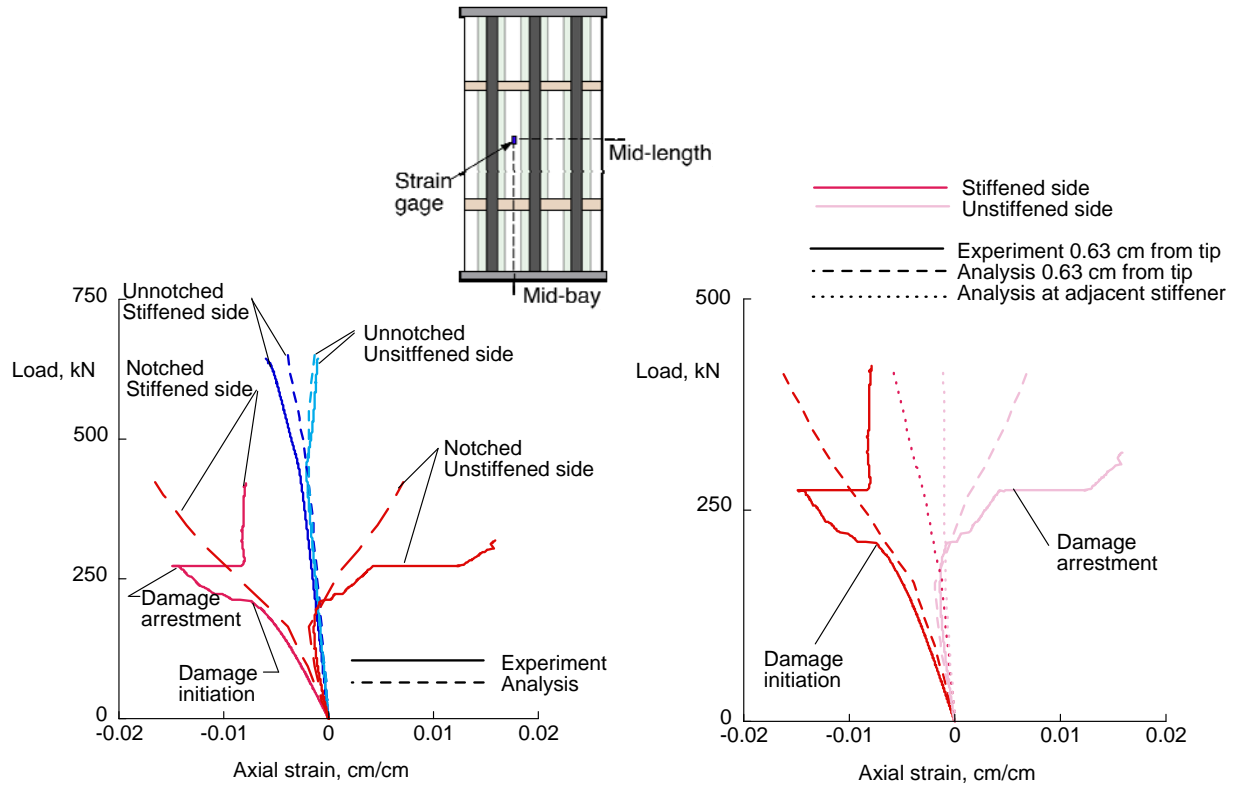 Mid-length
Strain
gage
Mid-bay
Unnotched
Stiffened side
750
Unnotched
Unsitffened side
Load, kN
Notched
Stiffened side
500
Notched
Unstiffened side
250
Damage
arrestment
Damage
initiation
Experiment
Analysis
0
-0.02
-0.01
0
0.01
0.02
Axial strain, cm/cm
Stiffened side
Unstiffened side
Experiment 0.63 cm from tip
Analysis 0.63 cm from tip
Analysis at adjacent stiffener
500
Load, kN
250
Damage
arrestment
Damage
initiation
0
-0.02
-0.01
0
0.01
0.02
Axial strain, cm/cm